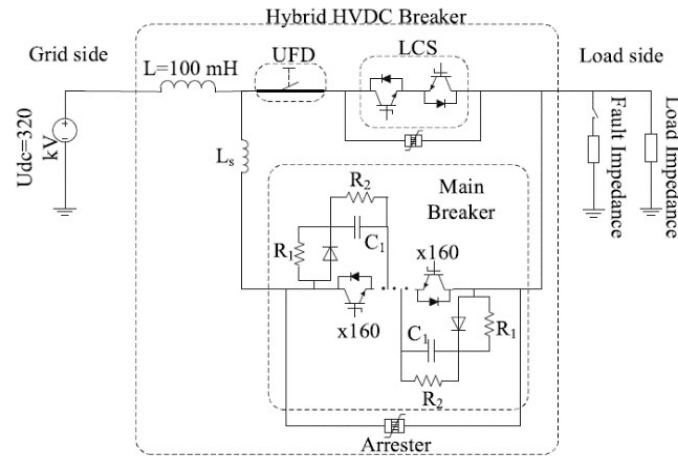 Hybrid HVDC Breaker
Grid side
L=100 mH
UFD
LCS
Load side
Udc=320
kV
Fault Impedance
Load Impedance
Lₛ
R₂
Main
Breaker
R₁
C₁
x160
x160
C₁
R₁
R₂
Arrester